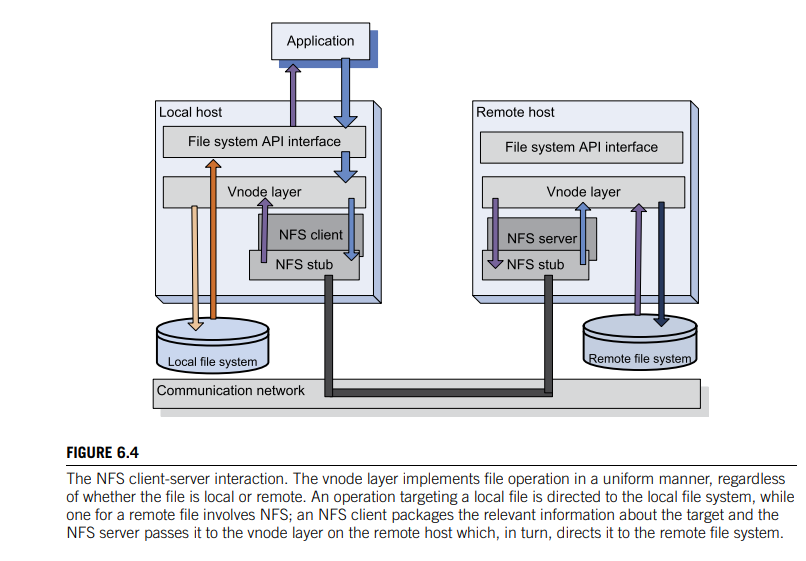 Application
Local host
File system API interface
Vnode layer
NFS client
NFS stub
Local file system
Remote host
File system API interface
Vnode layer
NFS server
NFS stub
Remote file system
Communication network
FIGURE 6.4
The NFS client-server interaction. The vnode layer implements file operation in a uniform manner, regardless
of whether the file is local or remote. An operation targeting a local file is directed to the local file system, while
one for a remote file involves NFS; an NFS client packages the relevant information about the target and the
NFS server passes it to the vnode layer on the remote host which, in turn, directs it to the remote file system.